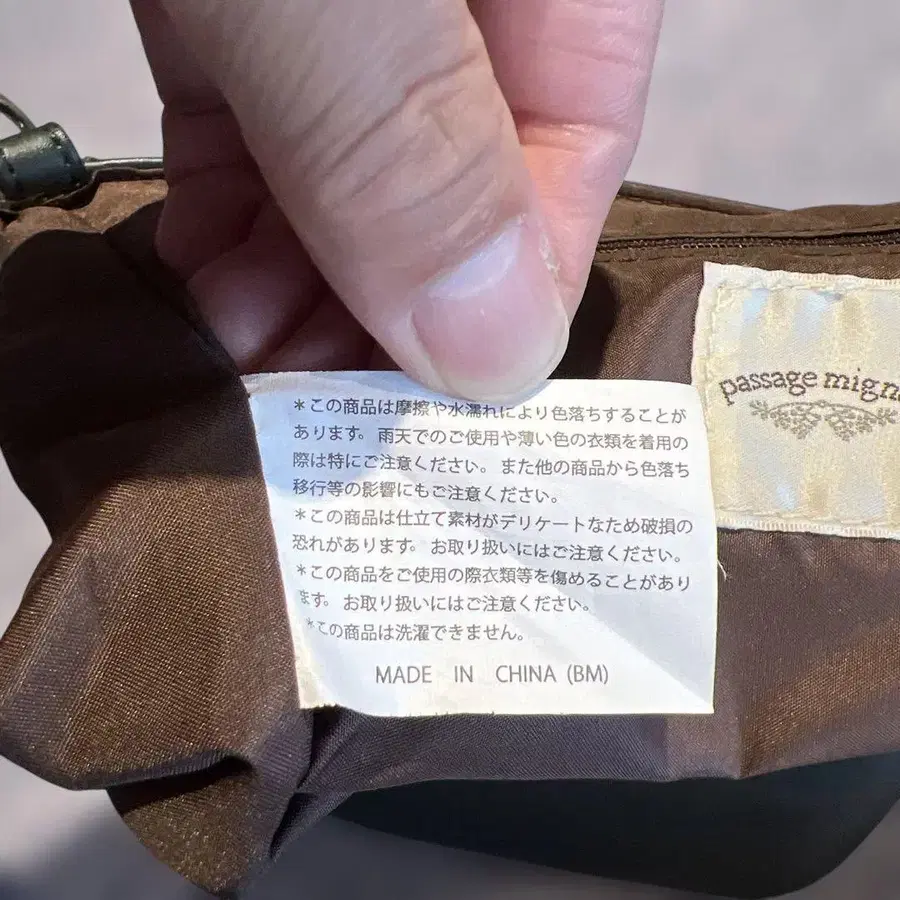 *この商品は摩擦や水濡れにより色落ちすることが
あります。雨天でのご使用や薄い色の衣類を着用の
際は特にご注意ください。また他の商品から色落ち
移行等の影響にもご注意ください。
*この商品は仕立て素材がデリケートなため破損の
恐れがあります。お取り扱いにはご注意ください。
*この商品をご使用の際衣類等を傷めることがあり
ます。お取り扱いにはご注意ください。
*この商品は洗濯できません。
MADE IN CHINA (BM)
passage mign